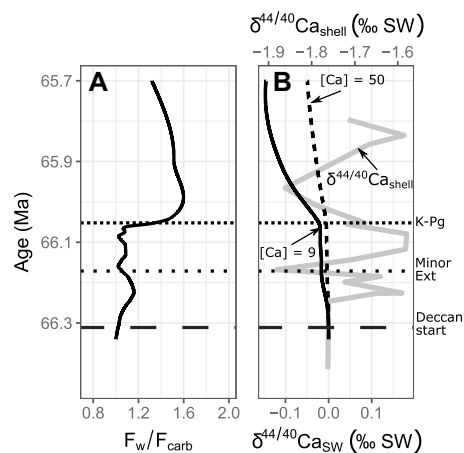 δ44/40Cashell (‰ SW)
−1.9 −1.8 −1.7 −1.6
A
B
[Ca] = 50
δ44/40Cashell
[Ca] = 9
65.7
65.9
66.1
66.3
Age (Ma)
K-Pg
Minor
Ext
Deccan
start
0.8 1.2 1.6 2.0
−0.1 0.0 0.1
Fw/Fcarb
δ44/40CaSW (‰ SW)